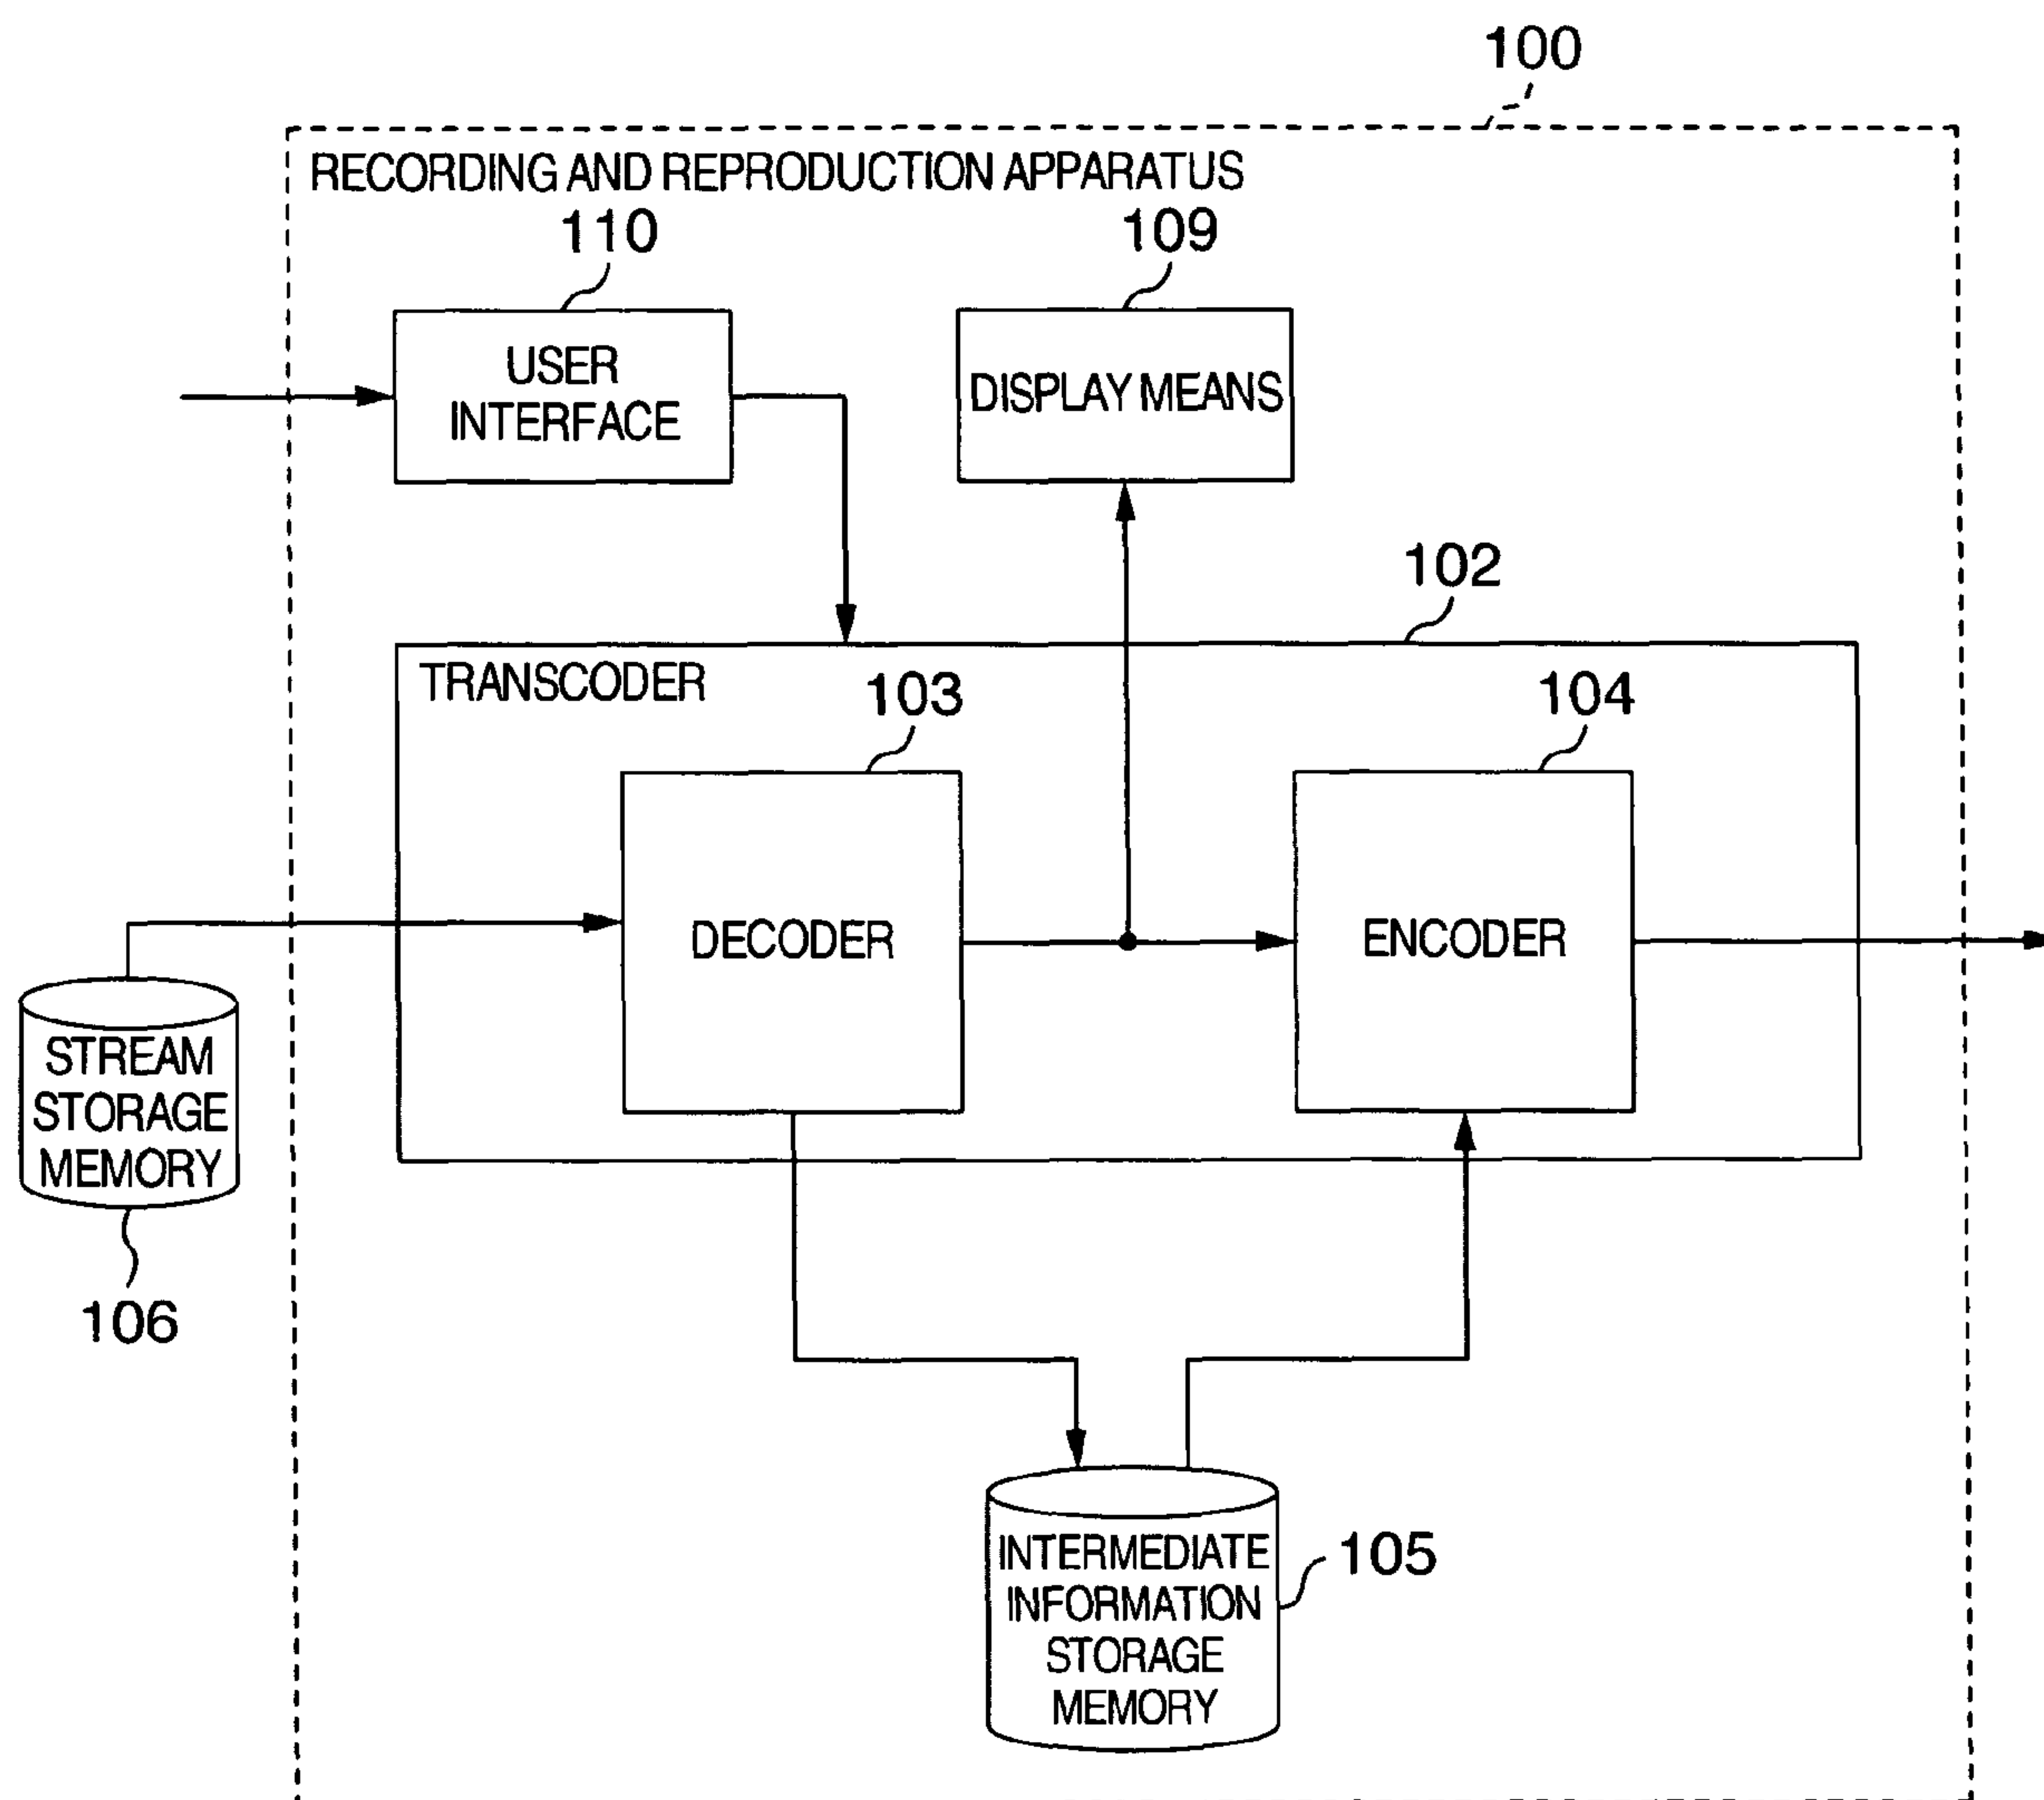 100
RECORDING AND REPRODUCTION APPARATUS
110
109
USER
INTERFACE
DISPLAY MEANS
102
TRANSCODER
103
104
DECODER
ENCODER
STREAM
STORAGE
MEMORY
106
INTERMEDIATE
INFORMATION
STORAGE
MEMORY
105